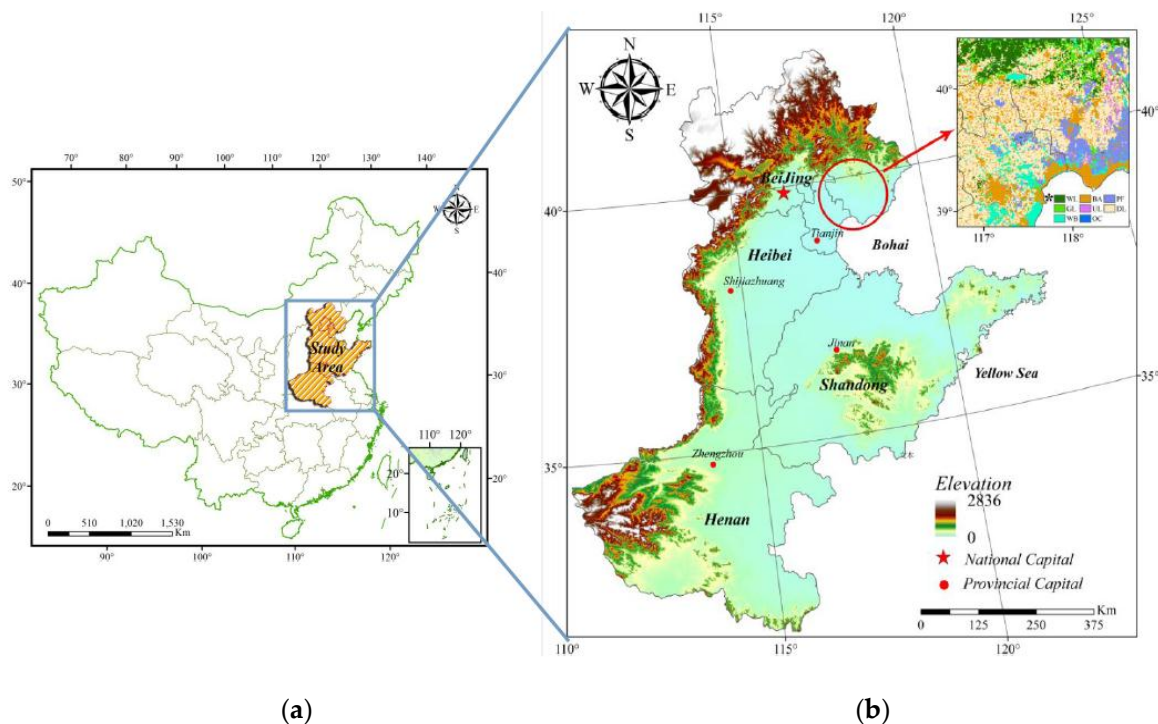 70° 80° 90° 100° 110° 120° 130° 140°
50°
40°
30°
20°
50°
40°
30°
20°
N
W E
S
Study
Area
110° 120°
20°
10°
0 510 1,020 1,530
Km
90° 100° 110° 120°
(a)
115° 120° 125°
40°
35°
40°
35°
N
W E
S
BeiJing
Tianjin
Bohai
Heibei
Shijiazhuang
Jinan
Shandong
Yellow Sea
Zhengzhou
Henan
40°
39°
117° 118°
WL BA PF
GL UL DL
WB OC
Elevation
2836
0
National Capital
Provincial Capital
Km
0 125 250 375
110° 115° 120°
(b)